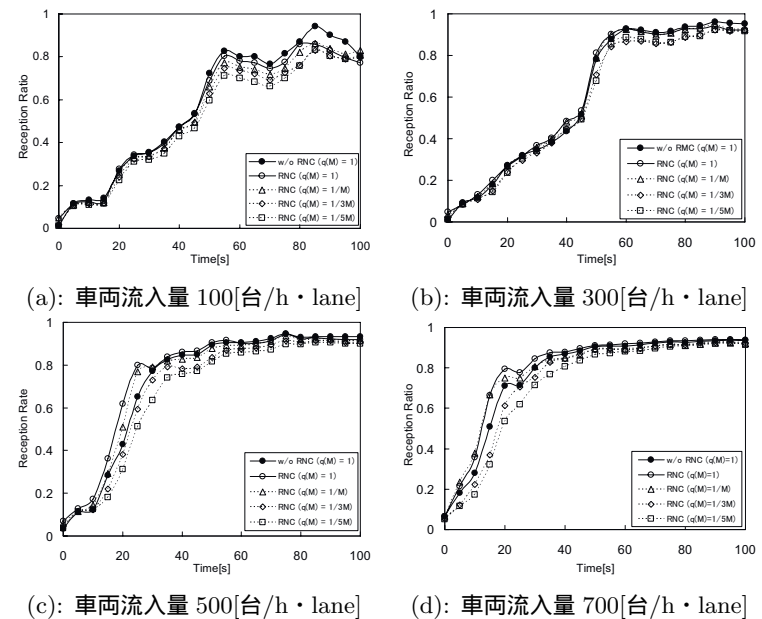 1
0.8
0.6
0.4
0.2
0
Reception Ratio
0 20 40 60 80 100
Time[s]
w/o RNC (q(M) = 1)
RNC (q(M) = 1)
RNC (q(M) = 1/M)
RNC (q(M) = 1/3M)
RNC (q(M) = 1/5M)
(a): 車両流入量 100[台/h・lane]
1
0.8
0.6
0.4
0.2
0
Reception Ratio
0 20 40 60 80 100
Time[s]
w/o RMC (q(M) = 1)
RNC (q(M) = 1)
RNC (q(M) = 1/M)
RNC (q(M) = 1/3M)
RNC (q(M) = 1/5M)
(b): 車両流入量 300[台/h・lane]
1
0.8
0.6
0.4
0.2
0
Reception Rate
0 20 40 60 80 100
Time[s]
w/o RNC (q(M) = 1)
RNC (q(M) = 1)
RNC (q(M) = 1/M)
RNC (q(M) = 1/3M)
RNC (q(M) = 1/5M)
(c): 車両流入量 500[台/h・lane]
1
0.8
0.6
0.4
0.2
0
Reception Ratio
0 20 40 60 80 100
Time[s]
w/o RNC (q(M)=1)
RNC (q(M)=1)
RNC (q(M)=1/M)
RNC (q(M)=1/3M)
RNC (q(M)=1/5M)
(d): 車両流入量 700[台/h・lane]